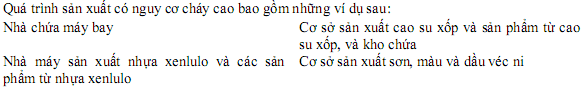 Quá trình sản xuất có nguy cơ cháy cao bao gồm những ví dụ sau:
Nhà chứa máy bay
Cơ sở sản xuất cao su xốp và sản phẩm từ cao
su xốp, và kho chứa
Nhà máy sản xuất nhựa xenlulo và các sản
phẩm từ nhựa xenlulo
Cơ sở sản xuất sơn, màu và dầu véc ni